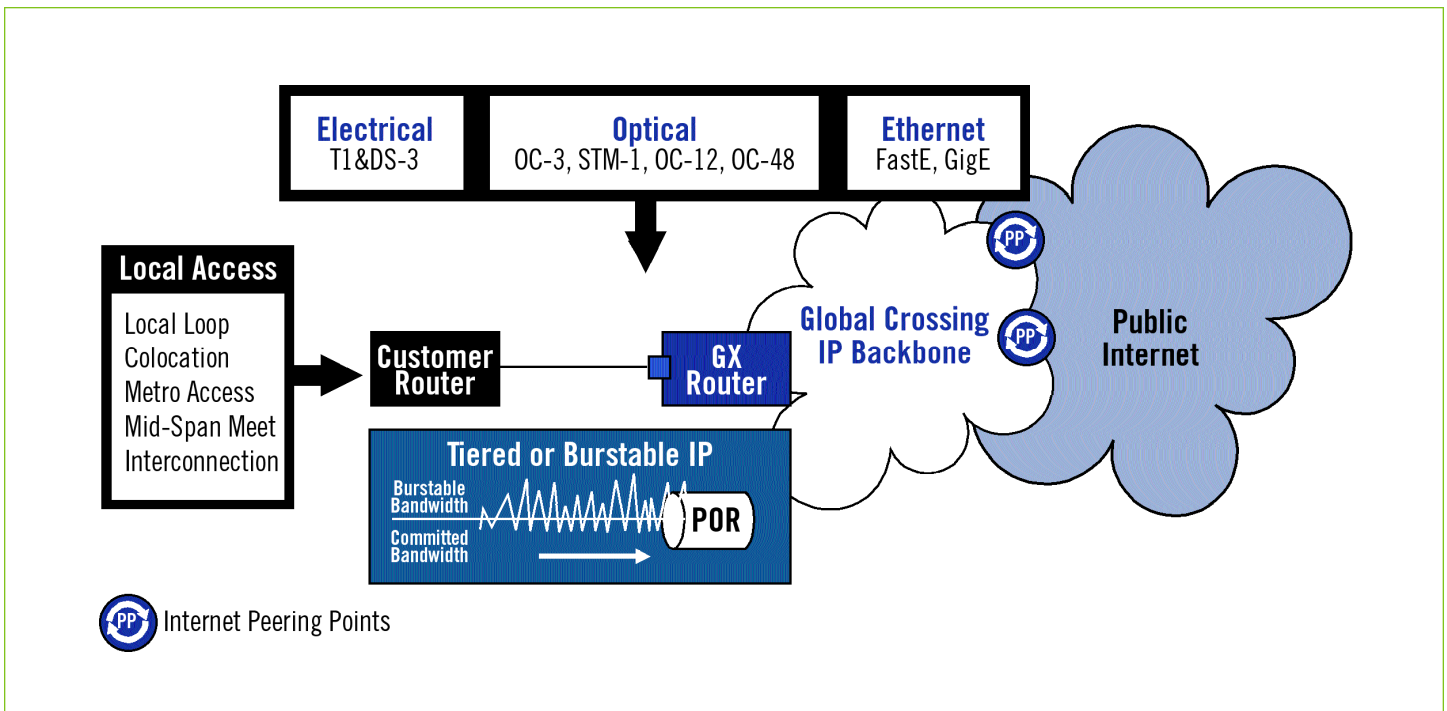 Electrical
T1&DS-3
Optical
OC-3, STM-1, OC-12, OC-48
Ethernet
FastE, GigE
Local Access
Local Loop
Colocation
Metro Access
Mid-Span Meet
Interconnection
Customer
Router
GX
Router
Global Crossing
IP Backbone
PP
PP
Public
Internet
Tiered or Burstable IP
Burstable
Bandwidth
Committed
Bandwidth
POR
PP
Internet Peering Points